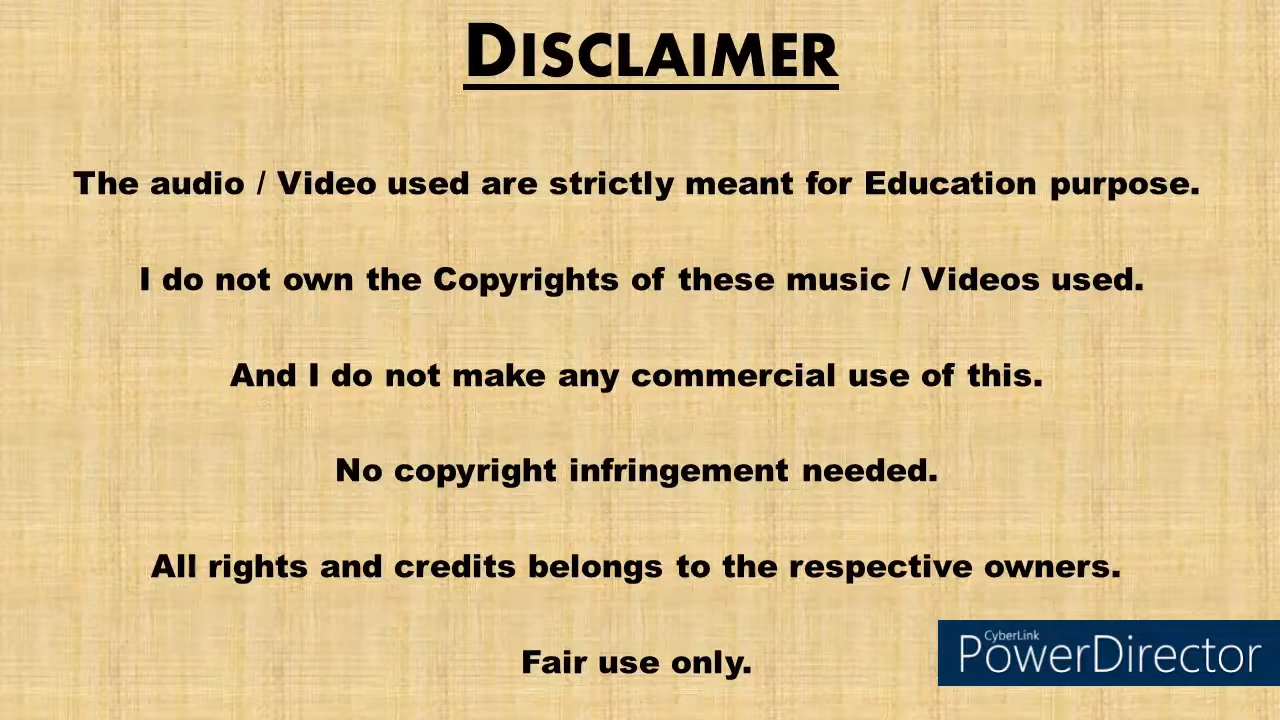 DISCLAIMER
The audio / Video used are strictly meant for Education purpose.
I do not own the Copyrights of these music / Videos used.
And I do not make any commercial use of this.
No copyright infringement needed.
All rights and credits belongs to the respective owners.
Fair use only.
CyberLink
PowerDirector